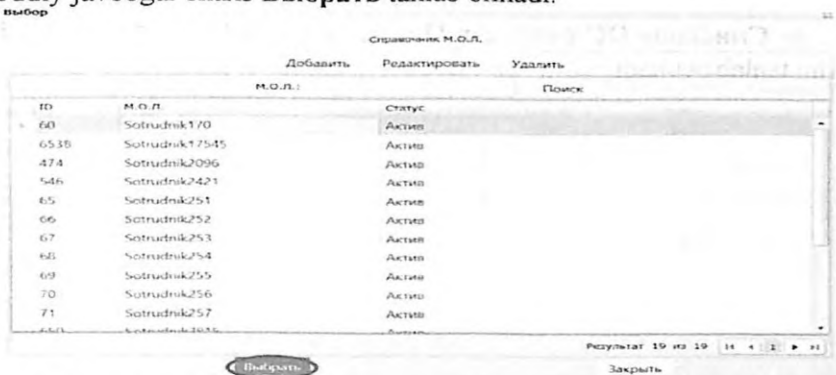 выбор
Справочник М.О.Л.
Добавить Редактировать Удалить
М.О.Л.: Поиск
ID М.О.Л. Статус
60 Sotrudnik170 Актив
6538 Sotrudnik17545 Актив
474 Sotrudnik2096 Актив
546 Sotrudnik2421 Актив
65 Sotrudnik251 Актив
66 Sotrudnik252 Актив
67 Sotrudnik253 Актив
68 Sotrudnik254 Актив
69 Sotrudnik255 Актив
70 Sotrudnik256 Актив
71 Sotrudnik257 Актив
Результат 19 из 19 1
Выбрать Закрыть